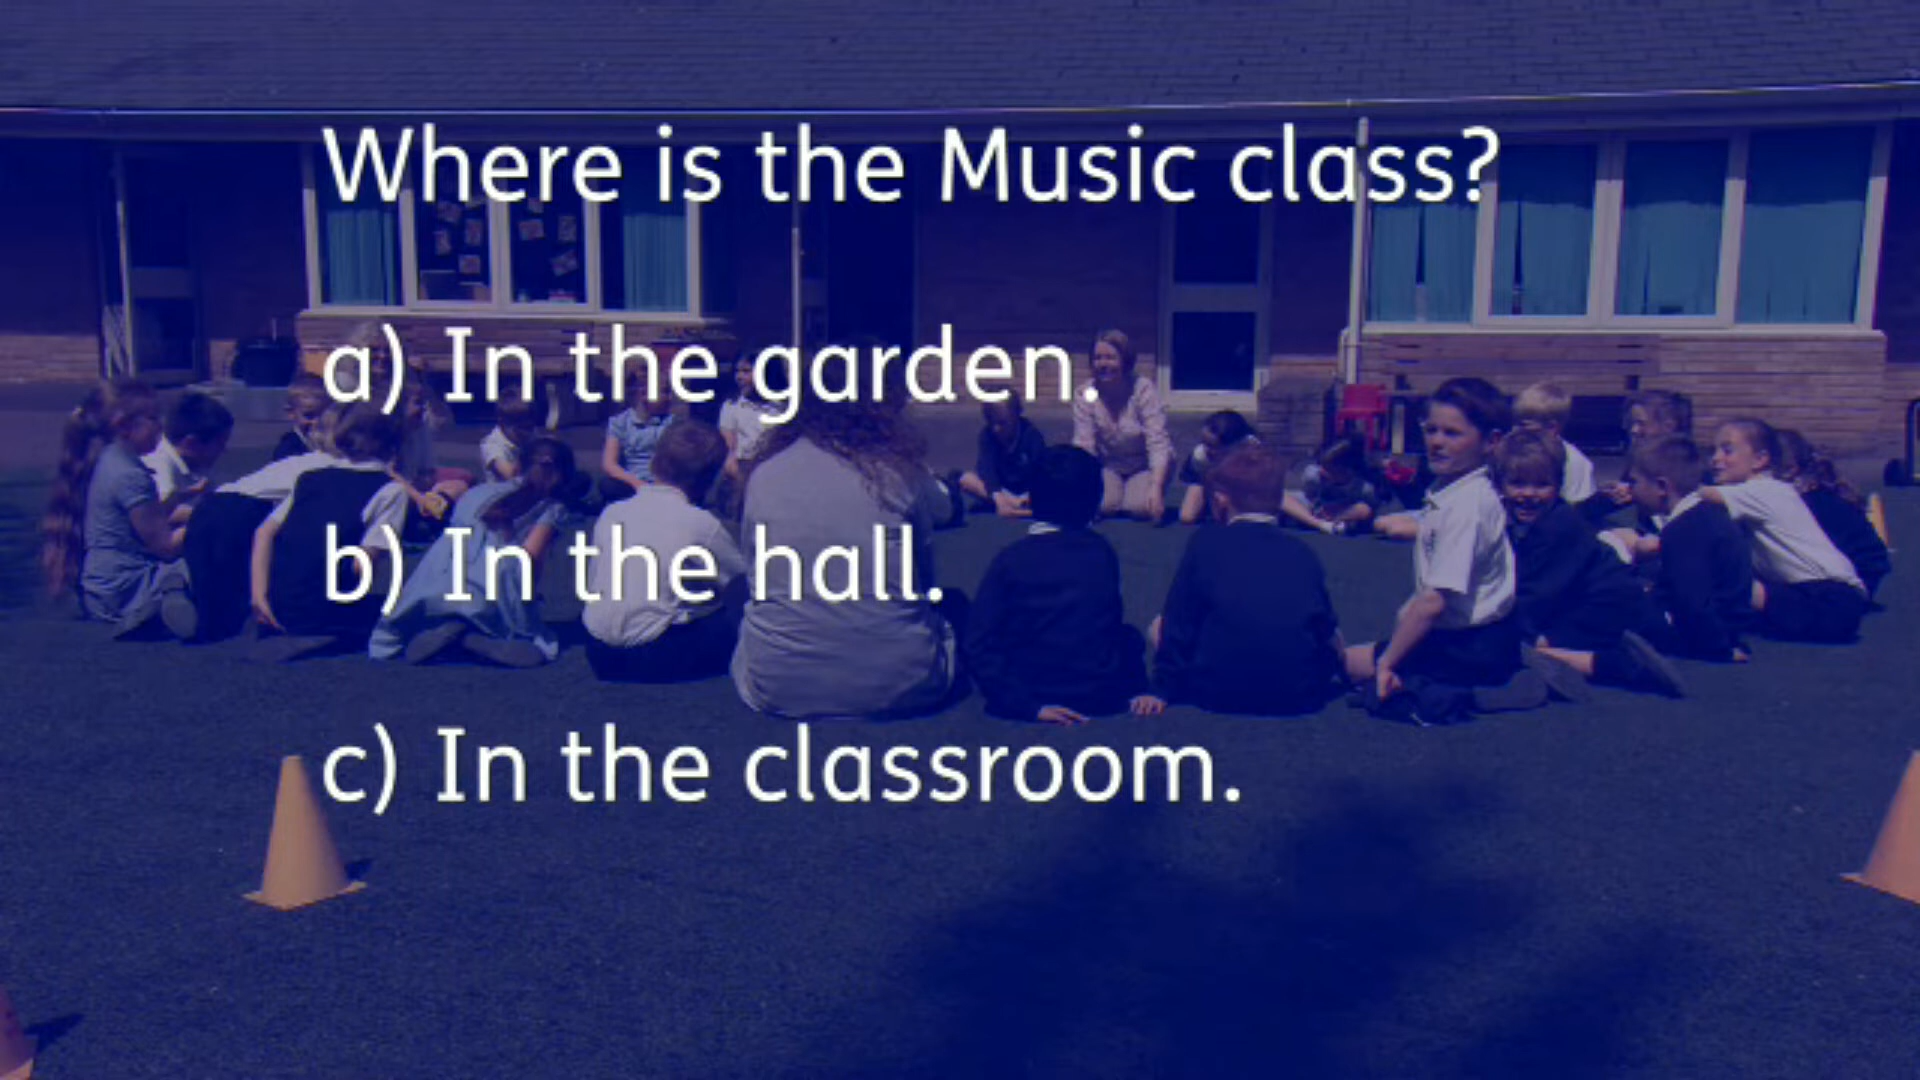 Where is the Music class?
a) In the garden.
b) In the hall.
c) In the classroom.